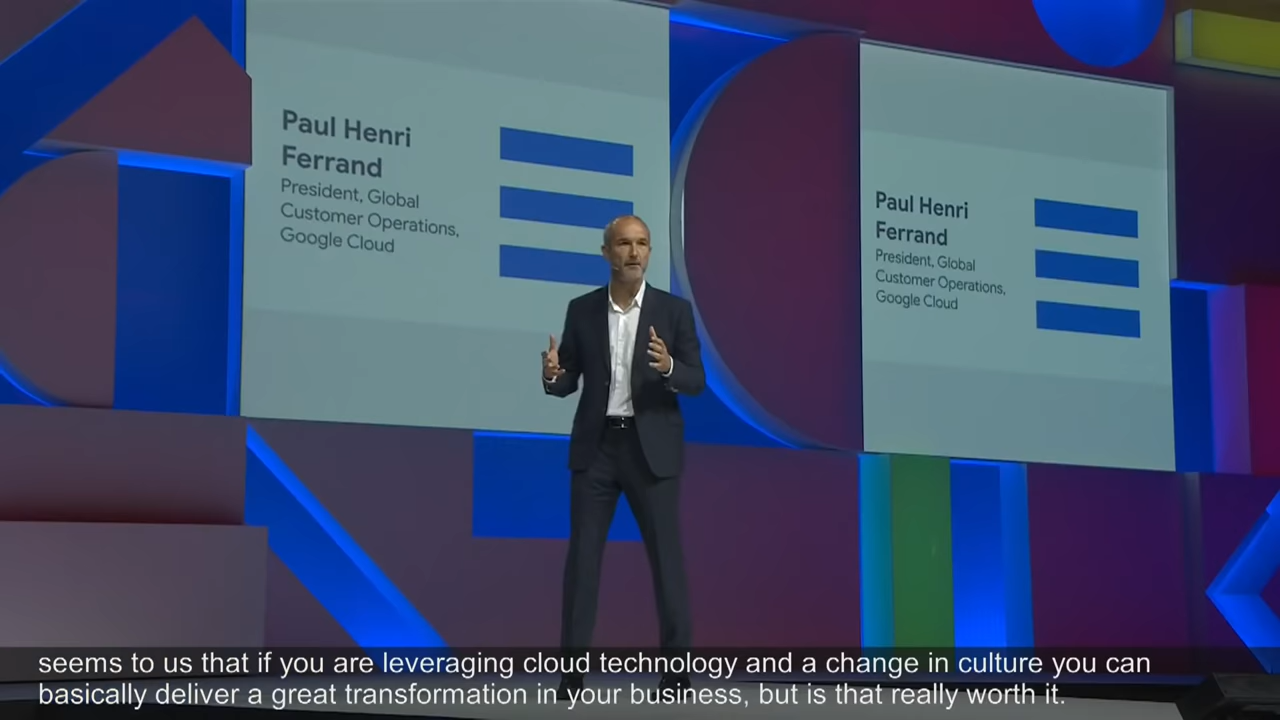 Paul Henri
Ferrand
President, Global
Customer Operations,
Google Cloud
Paul Henri
Ferrand
President, Global
Customer Operations,
Google Cloud
seems to us that if you are leveraging cloud technology and a change in culture you can
basically deliver a great transformation in your business, but is that really worth it.